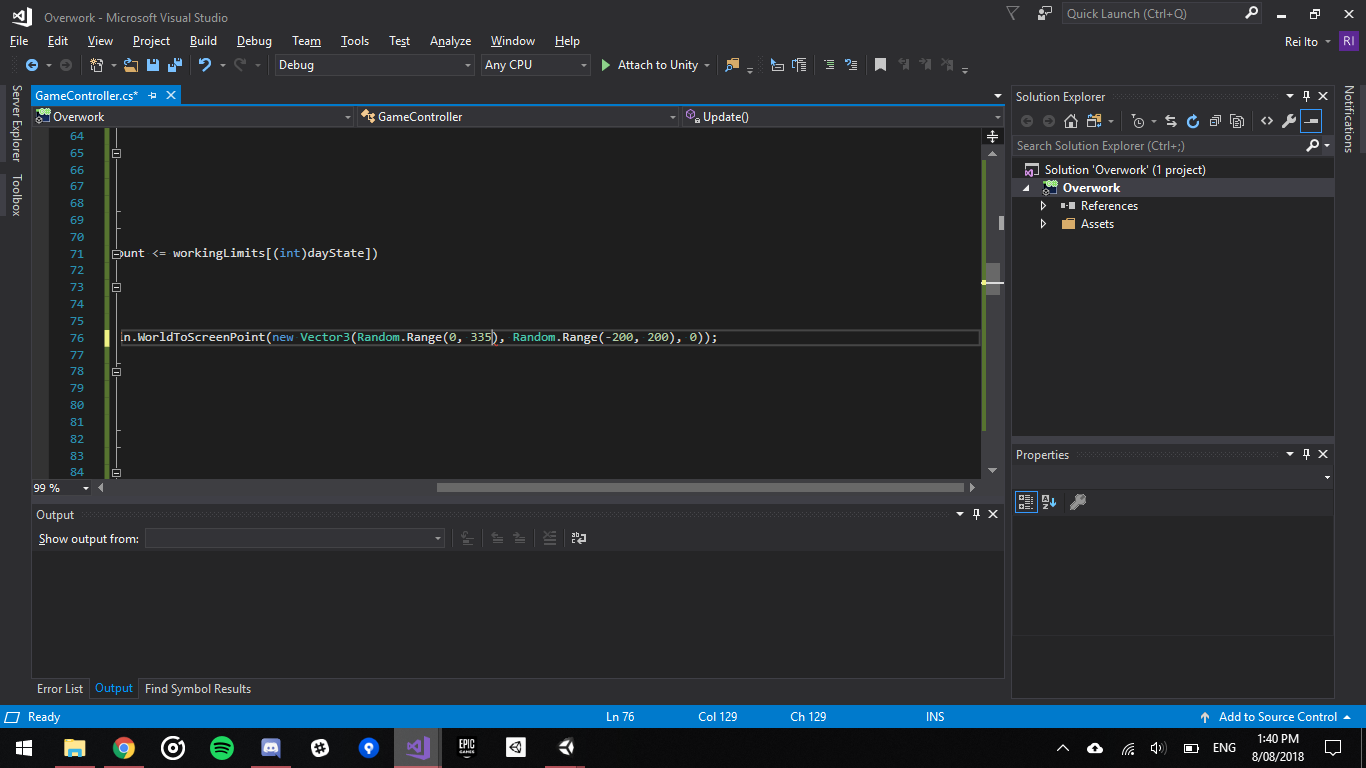 Overwork - Microsoft Visual Studio
Quick Launch (Ctrl+Q)
File Edit View Project Build Debug Team Tools Test Analyze Window Help
Rei Ito RI
Debug Any CPU Attach to Unity
Server Explorer
Toolbox
GameController.cs*
Overwork GameController Update()
64
65
66
67
68
69
70
71 ount <= workingLimits[(int)dayState])
72
73
74
75
76 in.WorldToScreenPoint(new Vector3(Random.Range(0, 335), Random.Range(-200, 200), 0));
77
78
79
80
81
82
83
84
99 %
Output
Show output from:
Error List Output Find Symbol Results
Solution Explorer
Search Solution Explorer (Ctrl+;)
Solution 'Overwork' (1 project)
Overwork
References
Assets
Properties
Notifications
Ready Ln 76 Col 129 Ch 129 INS Add to Source Control
EPIC GAMES
ENG
1:40 PM
8/08/2018